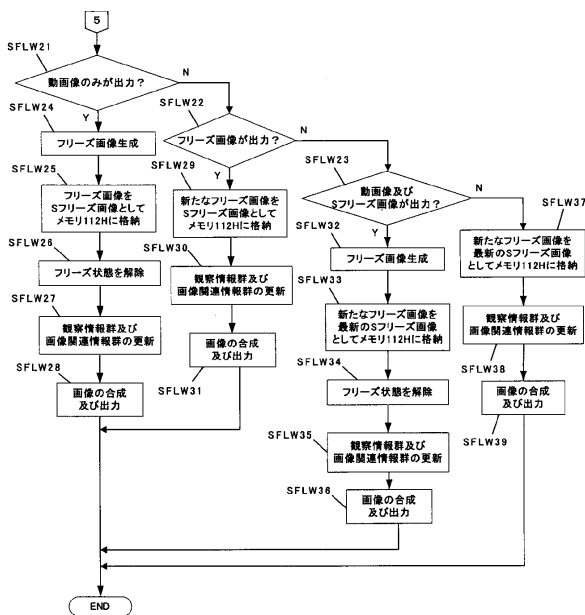 5
SFLW21
動画像のみが出力？
N
Y
SFLW24
フリーズ画像生成
SFLW25
フリーズ画像を
Sフリーズ画像として
メモリ112Hに格納
SFLW26
フリーズ状態を解除
SFLW27
観察情報群及び
画像関連情報群の更新
SFLW28
画像の合成
及び出力
SFLW22
フリーズ画像が出力？
N
Y
SFLW29
新たなフリーズ画像を
Sフリーズ画像として
メモリ112Hに格納
SFLW30
観察情報群及び
画像関連情報群の更新
画像の合成
及び出力
SFLW31
SFLW23
動画像及び
Sフリーズ画像が出力？
N
Y
SFLW32
フリーズ画像生成
SFLW33
新たなフリーズ画像を
最新のSフリーズ画像
としてメモリ112Hに格納
SFLW34
フリーズ状態を解除
SFLW35
観察情報群及び
画像関連情報群の更新
SFLW36
画像の合成
及び出力
SFLW37
新たなフリーズ画像を
最新のSフリーズ画像
としてメモリ112Hに格納
観察情報群及び
画像関連情報群の更新
SFLW38
画像の合成
及び出力
SFLW39
END